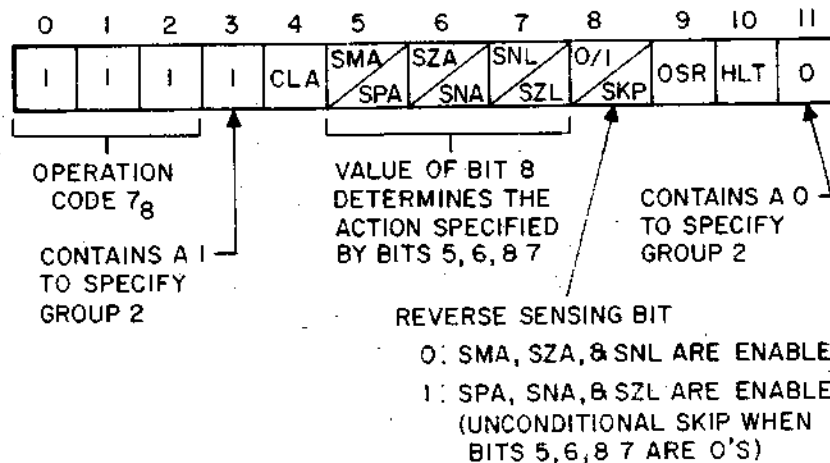 0 1 2 3 4 5 6 7 8 9 10 11
1 1 1 1 CLA SMA SPA SZA SNA SNL SZL 0/1 SKP OSR HLT 0
OPERATION
CODE 7₈
CONTAINS A 1
TO SPECIFY
GROUP 2
VALUE OF BIT 8
DETERMINES THE
ACTION SPECIFIED
BY BITS 5, 6, & 7
CONTAINS A 0
TO SPECIFY
GROUP 2
REVERSE SENSING BIT
0: SMA, SZA, & SNL ARE ENABLE
1: SPA, SNA, & SZL ARE ENABLE
(UNCONDITIONAL SKIP WHEN
BITS 5, 6, & 7 ARE 0'S)